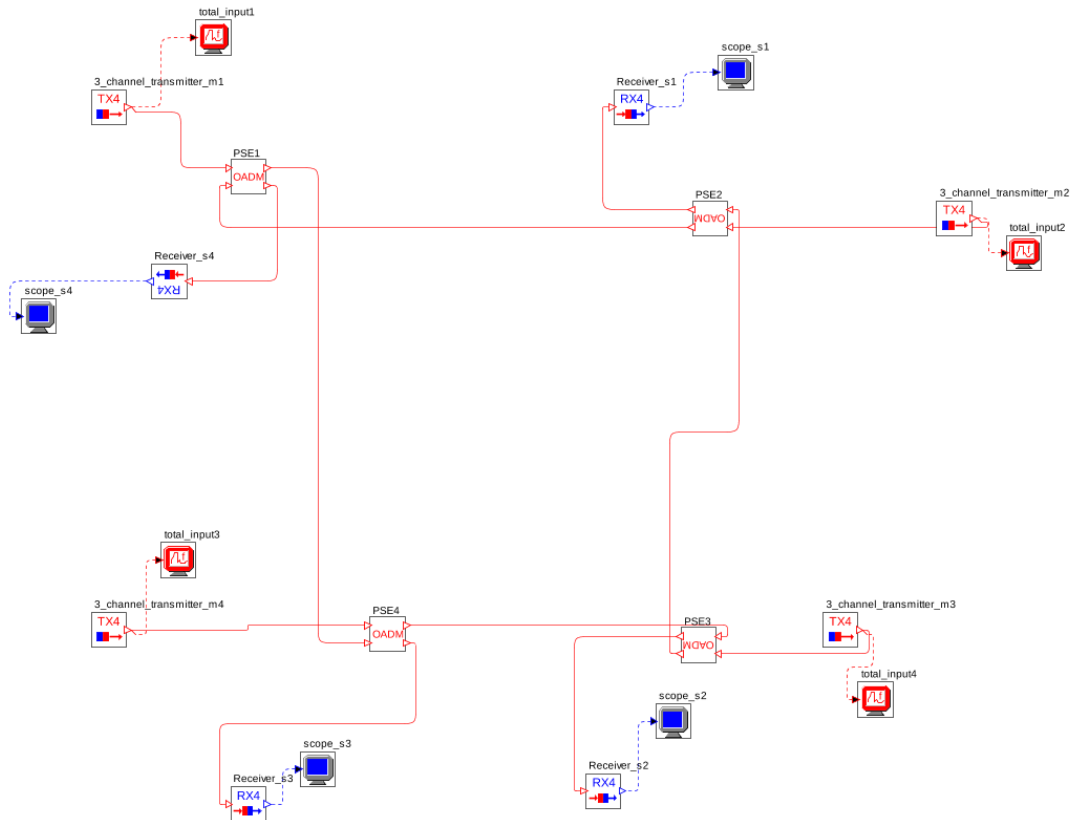 total_input1
scope_s1
3_channel_transmitter_m1
TX4
Receiver_s1
RX4
PSE1
OADM
PSE2
OADM
3_channel_transmitter_m2
TX4
total_input2
Receiver_s4
RX4
scope_s4
total_input3
3_channel_transmitter_m4
TX4
PSE4
OADM
PSE3
OADM
3_channel_transmitter_m3
TX4
total_input4
scope_s2
scope_s3
Receiver_s3
RX4
Receiver_s2
RX4